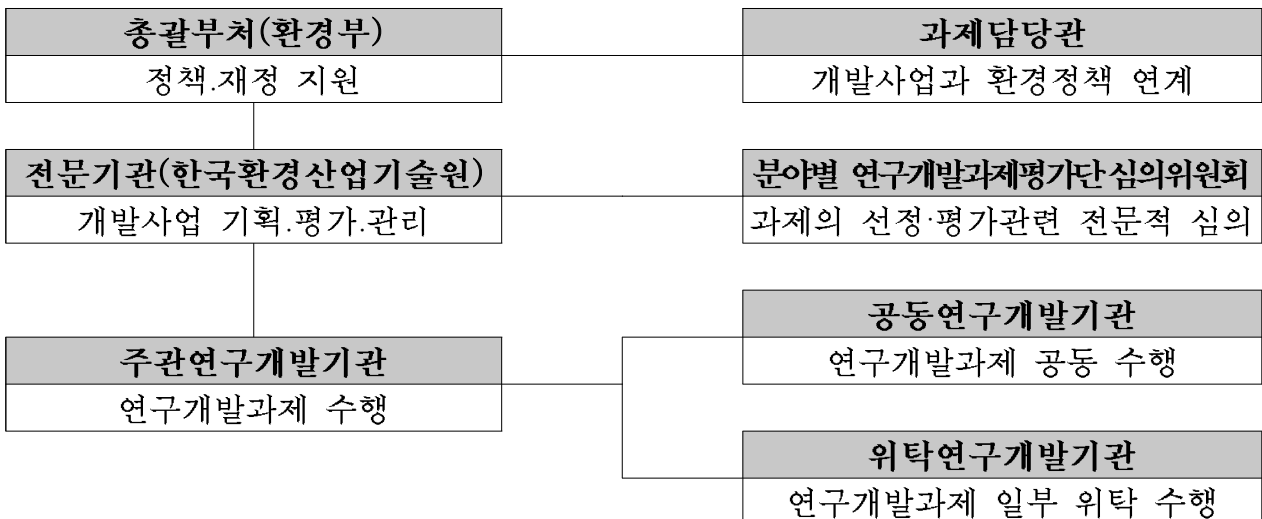 총괄부처(환경부)
정책.재정 지원
과제담당관
개발사업과 환경정책 연계
전문기관(한국환경산업기술원)
개발사업 기획.평가.관리
분야별 연구개발과제평가단 심의위원회
과제의 선정·평가관련 전문적 심의
주관연구개발기관
연구개발과제 수행
공동연구개발기관
연구개발과제 공동 수행
위탁연구개발기관
연구개발과제 일부 위탁 수행